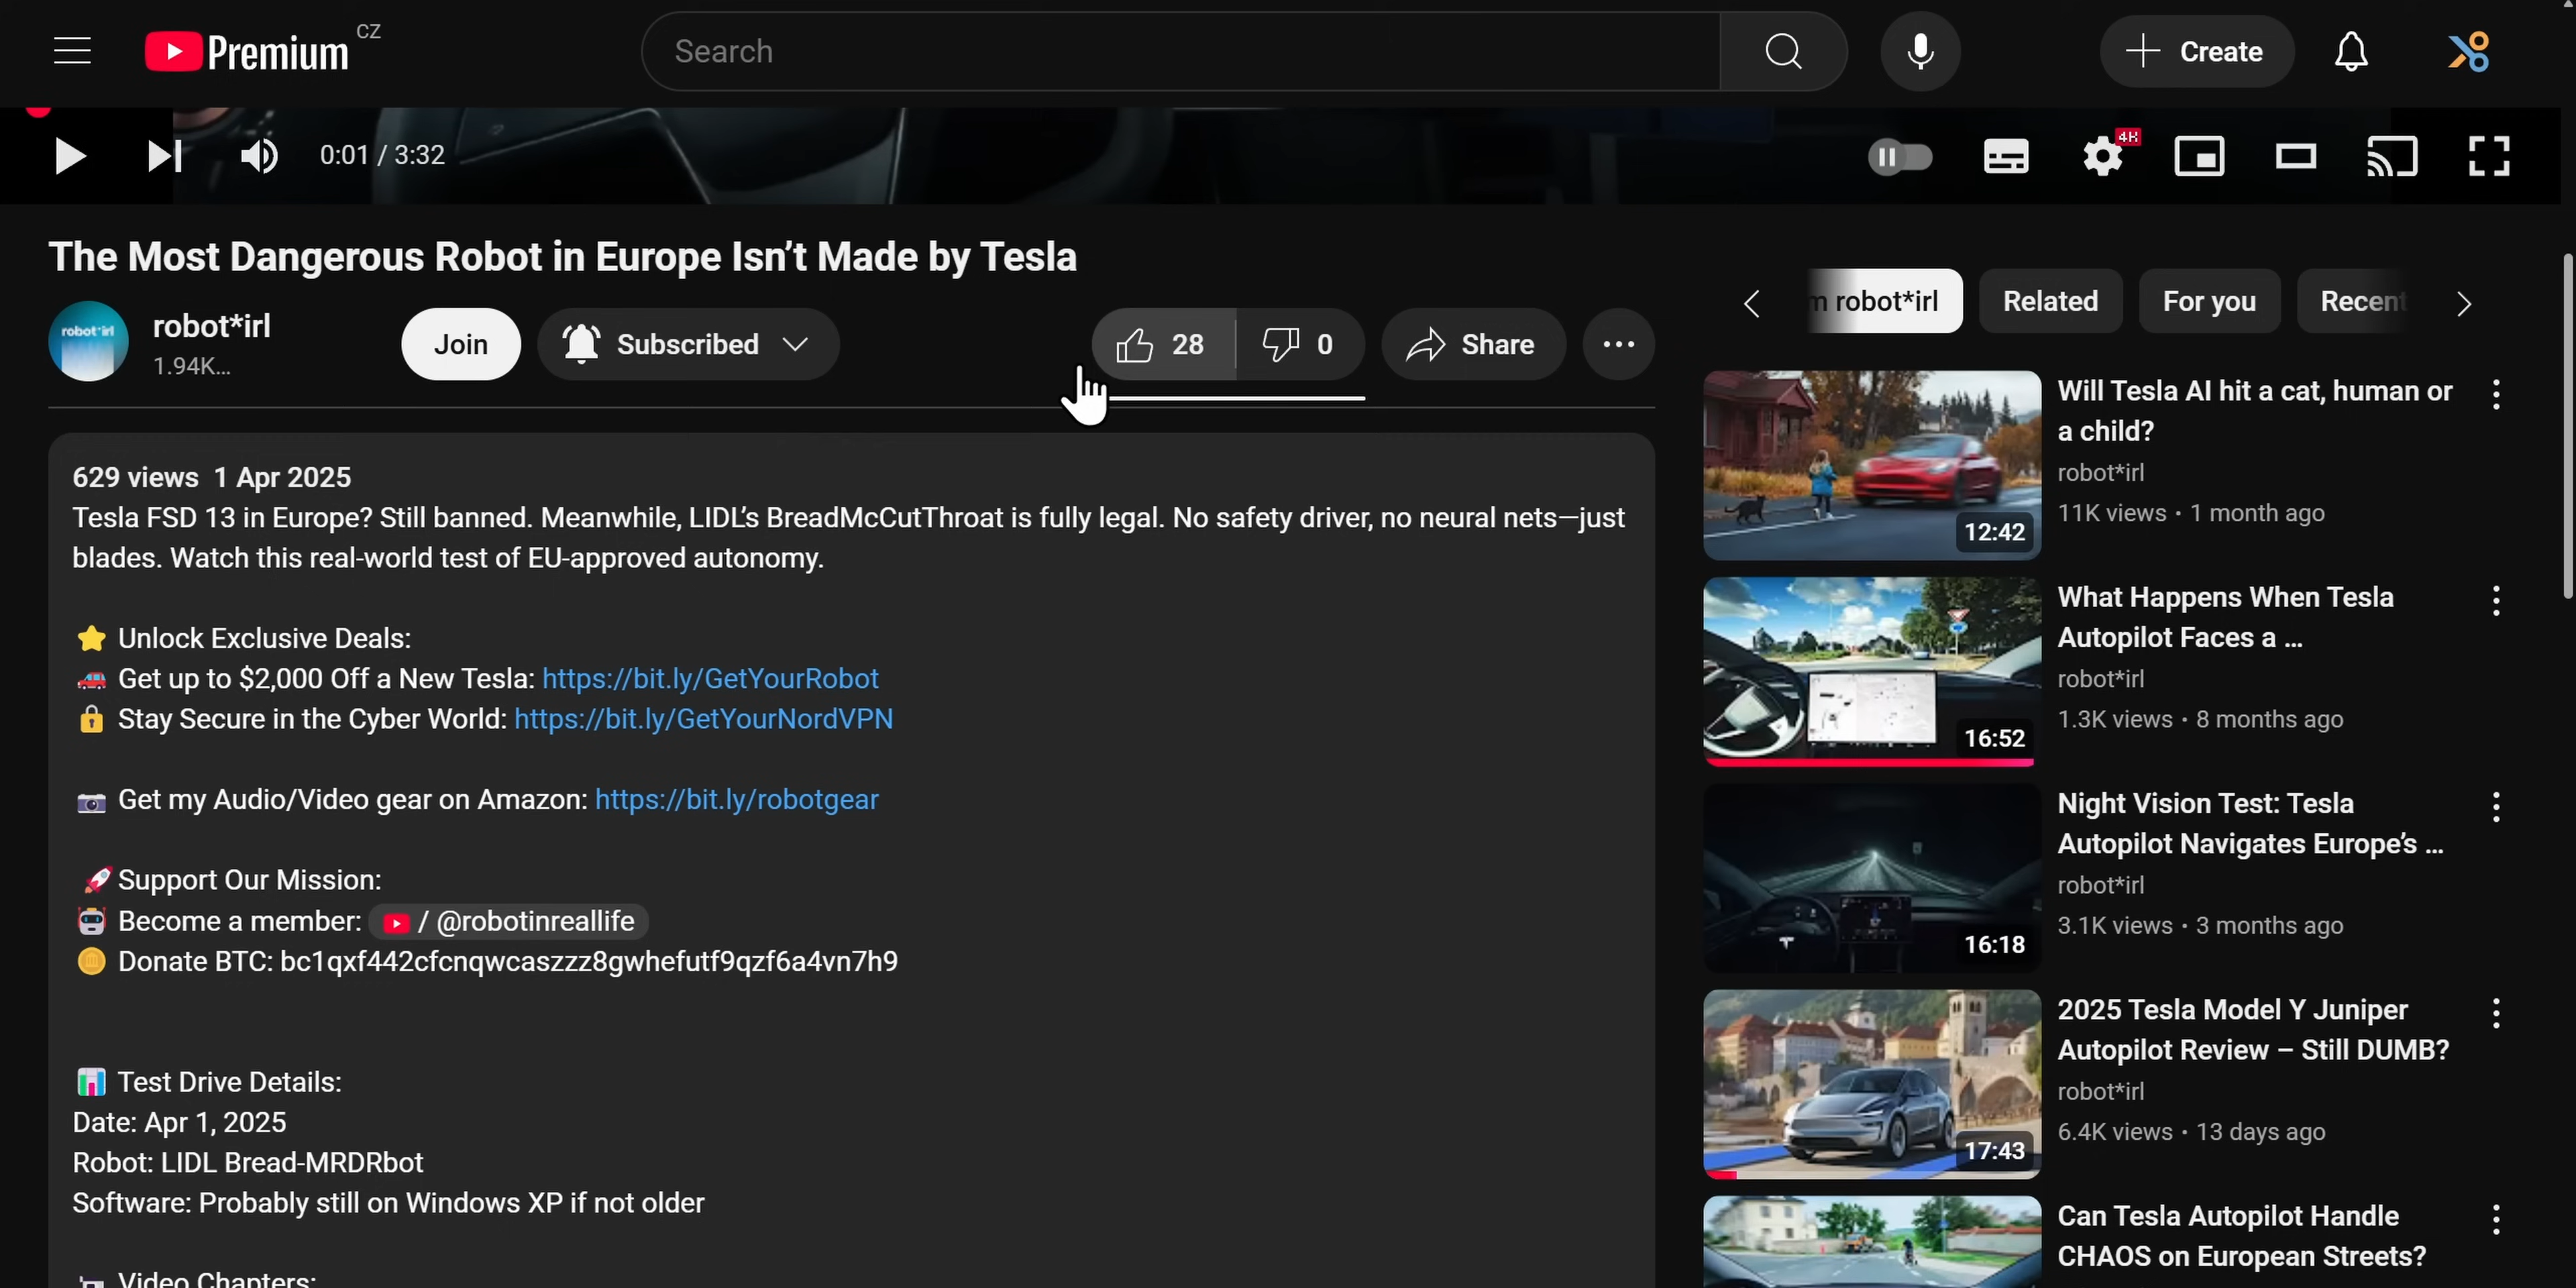 Premium CZ
Search
Create
0:01 / 3:32
4H
The Most Dangerous Robot in Europe Isn’t Made by Tesla
robot*irl
robot*irl
1.94K...
Join
Subscribed
28
0
Share
629 views 1 Apr 2025
Tesla FSD 13 in Europe? Still banned. Meanwhile, LIDL’s BreadMcCutThroat is fully legal. No safety driver, no neural nets—just
blades. Watch this real-world test of EU-approved autonomy.
⭐ Unlock Exclusive Deals:
🚗 Get up to $2,000 Off a New Tesla: https://bit.ly/GetYourRobot
🔒 Stay Secure in the Cyber World: https://bit.ly/GetYourNordVPN
📷 Get my Audio/Video gear on Amazon: https://bit.ly/robotgear
🚀 Support Our Mission:
🤖 Become a member: / @robotinreallife
🪙 Donate BTC: bc1qxf442cfcnqwcaszzz8gwhefutf9qzf6a4vn7h9
📊 Test Drive Details:
Date: Apr 1, 2025
Robot: LIDL Bread-MRDRbot
Software: Probably still on Windows XP if not older
Video Chapters:
robot*irl
Related
For you
Recent
Will Tesla AI hit a cat, human or
a child?
robot*irl
11K views • 1 month ago
12:42
What Happens When Tesla
Autopilot Faces a ...
robot*irl
1.3K views • 8 months ago
16:52
Night Vision Test: Tesla
Autopilot Navigates Europe’s ...
robot*irl
3.1K views • 3 months ago
16:18
2025 Tesla Model Y Juniper
Autopilot Review – Still DUMB?
robot*irl
6.4K views • 13 days ago
17:43
Can Tesla Autopilot Handle
CHAOS on European Streets?